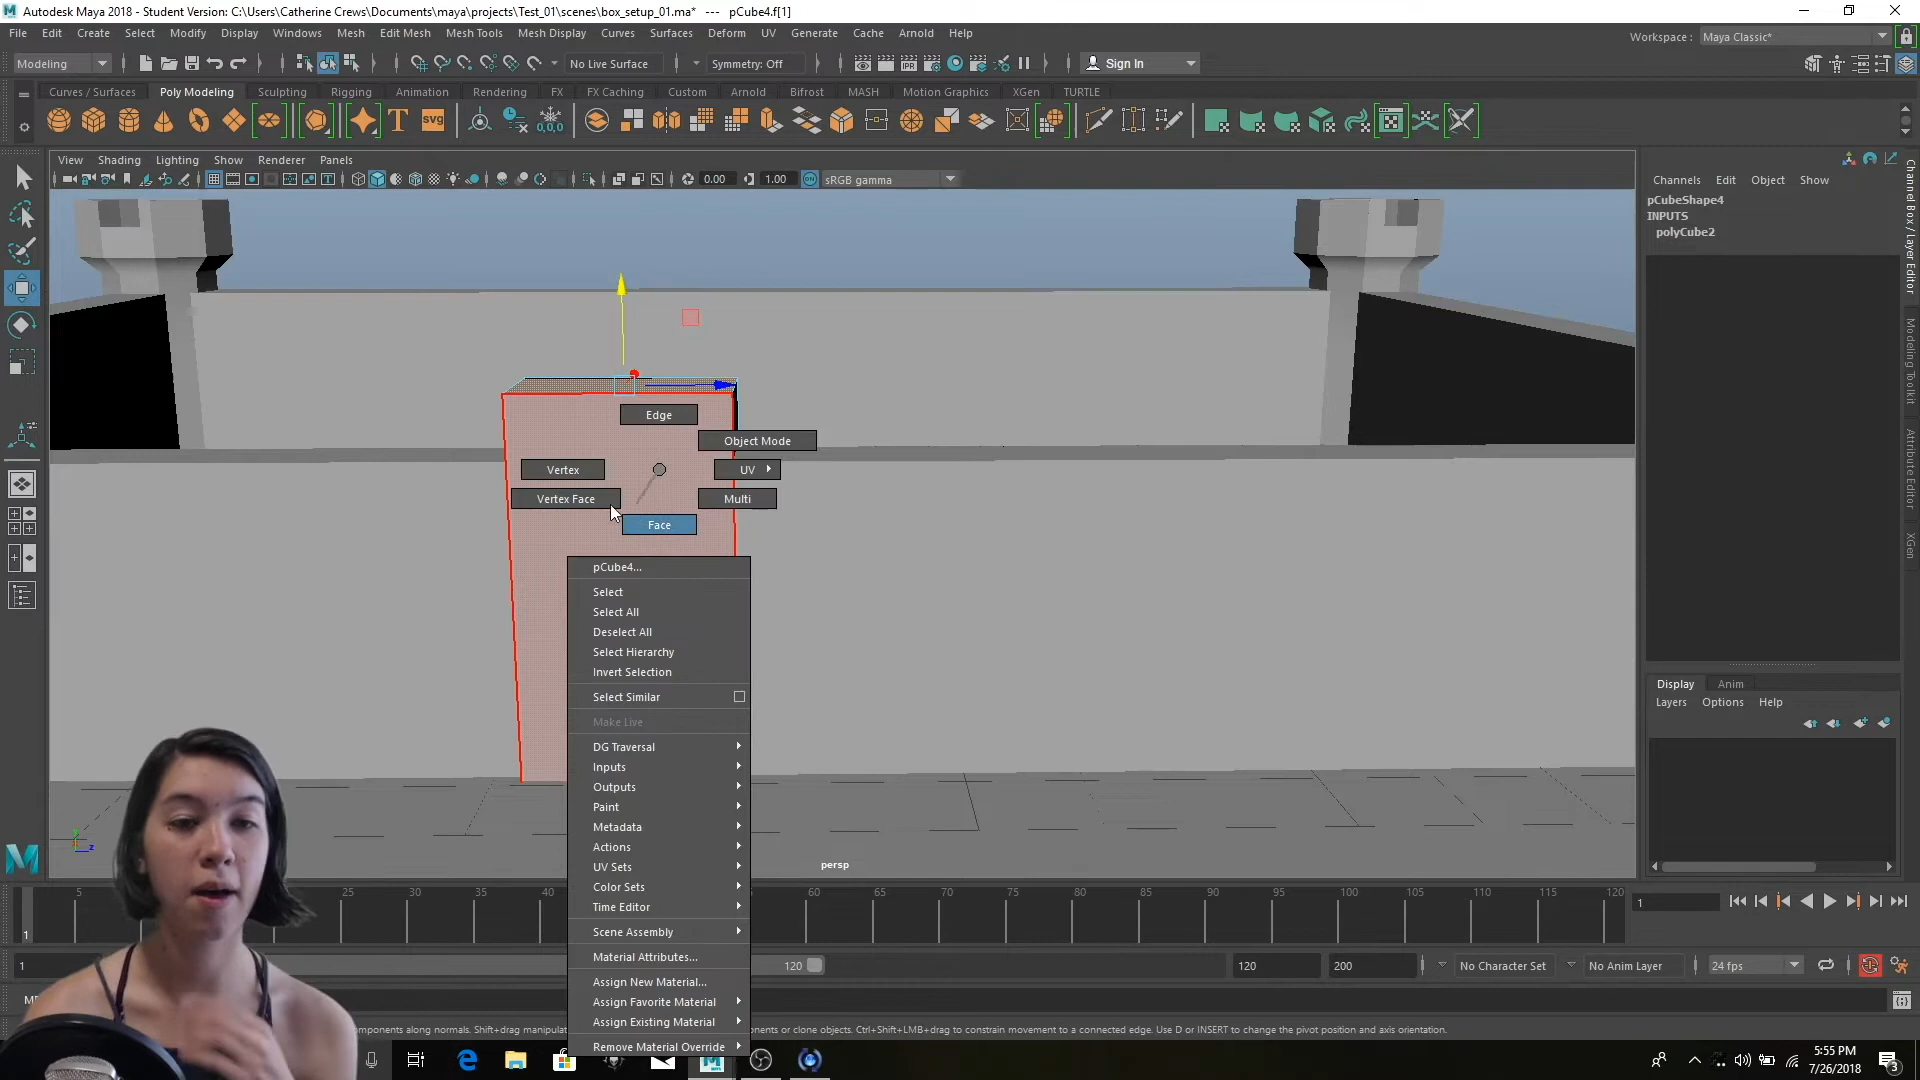 Autodesk Maya 2018 - Student Version: C:\Users\Catherine Crews\Documents\maya\projects\Test_01\scenes\box_setup_01.ma* --- pCube4.f[1]
File Edit Create Select Modify Display Windows Mesh Edit Mesh Mesh Tools Mesh Display Curves Surfaces Deform UV Generate Cache Arnold Help
Workspace : Maya Classic*
Modeling No Live Surface Symmetry: Off Sign In
Curves / Surfaces Poly Modeling Sculpting Rigging Animation Rendering FX FX Caching Custom Arnold Bifrost MASH Motion Graphics XGen TURTLE
View Shading Lighting Show Renderer Panels
0.00 1.00 sRGB gamma
Channels Edit Object Show
pCubeShape4
INPUTS
polyCube2
Channel Box / Layer Editor
Modeling Toolkit
Attribute Editor
XGen
Edge
Object Mode
Vertex UV
Vertex Face Multi
Face
pCube4...
Select
Select All
Deselect All
Select Hierarchy
Invert Selection
Select Similar
Make Live
DG Traversal
Inputs
Outputs
Paint
Metadata
Actions
UV Sets
Color Sets
Time Editor
Scene Assembly
Material Attributes...
Assign New Material...
Assign Favorite Material
Assign Existing Material
Remove Material Override
persp
Display Anim
Layers Options Help
5 25 30 35 40 60 65 70 75 80 85 90 95 100 105 110 115 120
1 1
1 120 120 200 No Character Set No Anim Layer 24 fps
omponents along normals. Shift+drag manipulat onents or clone objects. Ctrl+Shift+LMB+drag to constrain movement to a connected edge. Use D or INSERT to change the pivot position and axis orientation.
5:55 PM
7/26/2018
3